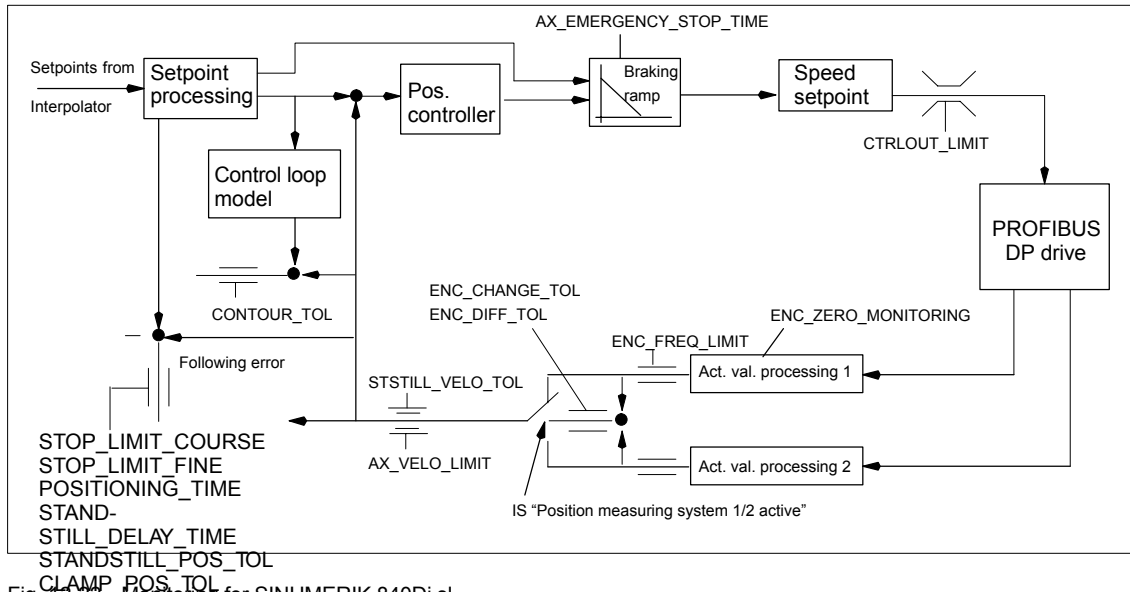 AX_EMERGENCY_STOP_TIME
Setpoints from
Interpolator
Setpoint
processing
Pos.
controller
Braking
ramp
Speed
setpoint
CTRLOUT_LIMIT
Control loop
model
PROFIBUS
DP drive
CONTOUR_TOL
ENC_CHANGE_TOL
ENC_DIFF_TOL
ENC_ZERO_MONITORING
ENC_FREQ_LIMIT
Following error
Act. val. processing 1
STSTILL_VELO_TOL
AX_VELO_LIMIT
Act. val. processing 2
IS “Position measuring system 1/2 active”
STOP_LIMIT_COURSE
STOP_LIMIT_FINE
POSITIONING_TIME
STAND-
STILL_DELAY_TIME
STANDSTILL_POS_TOL
CLAMP_POS_TOL
Monitoring for SINUMERIK 840Di sl